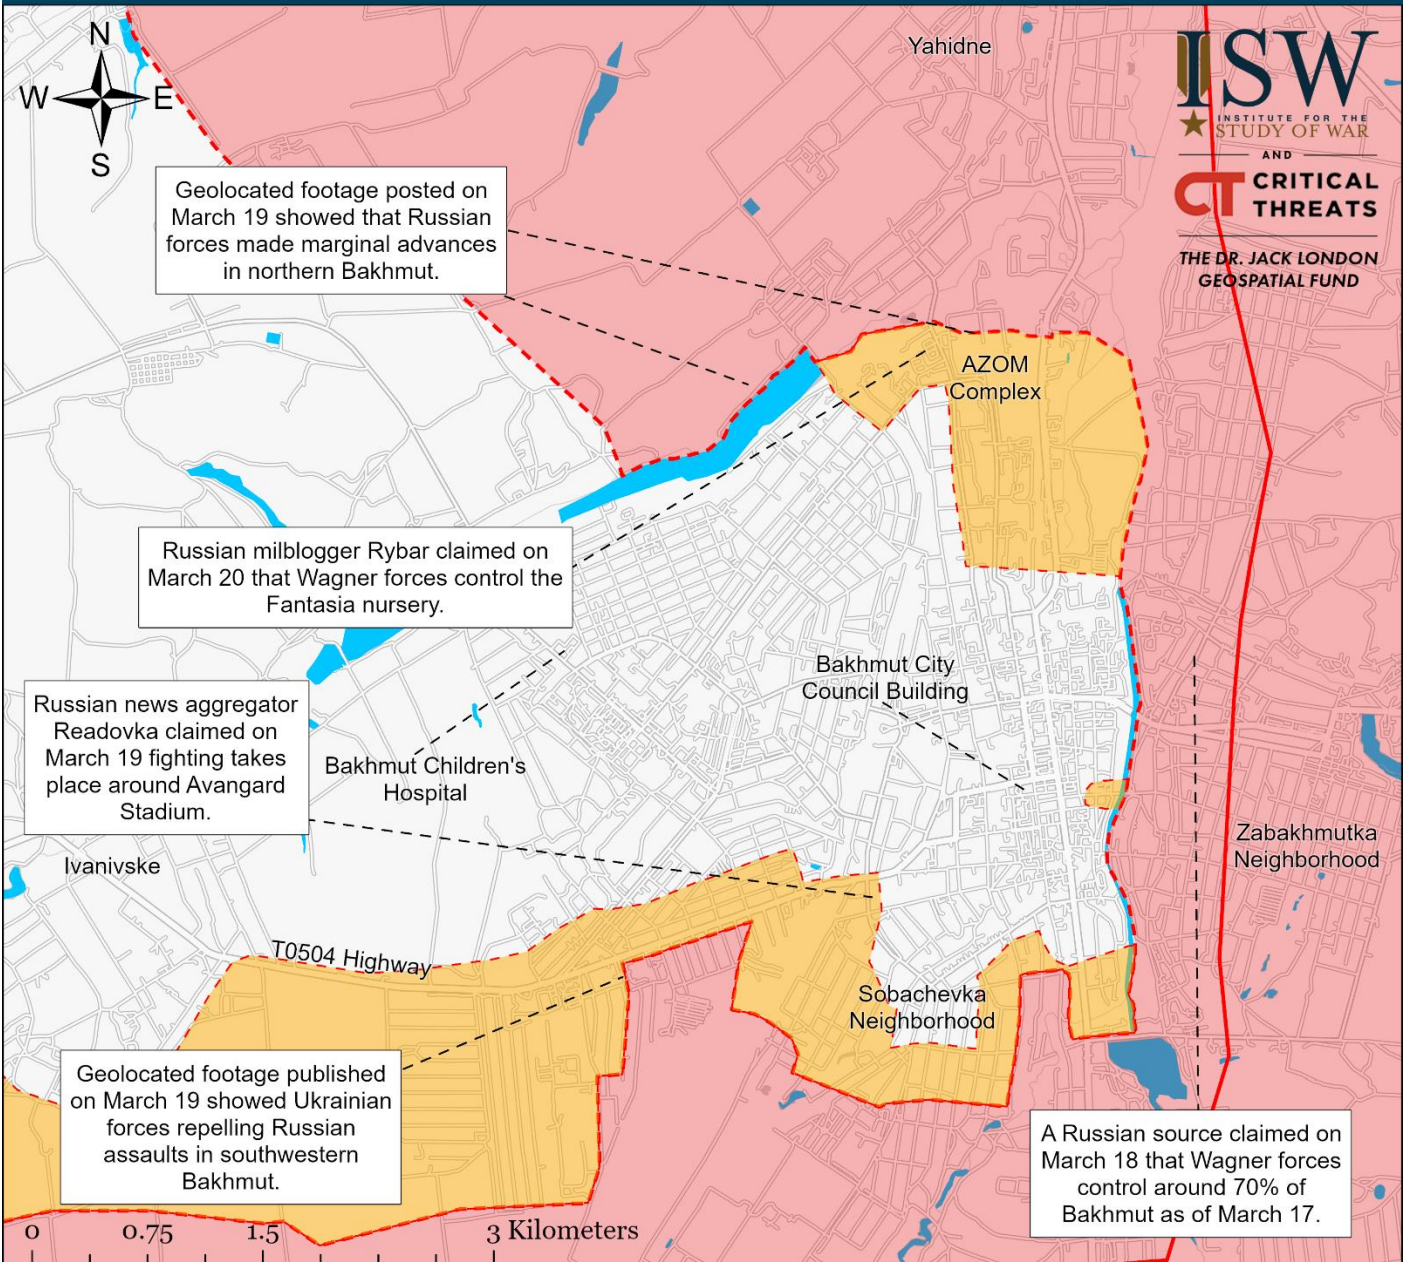 N
W
E
S
Yahidne
ISW
INSTITUTE FOR THE
STUDY OF WAR
AND
CT CRITICAL
THREATS
THE DR. JACK LONDON
GEOSPATIAL FUND
Geolocated footage posted on
March 19 showed that Russian
forces made marginal advances
in northern Bakhmut.
AZOM
Complex
Russian milblogger Rybar claimed on
March 20 that Wagner forces control the
Fantasia nursery.
Bakhmut City
Council Building
Russian news aggregator
Readovka claimed on
March 19 fighting takes
place around Avangard
Stadium.
Bakhmut Children's
Hospital
Zabakhmutka
Neighborhood
Ivanivske
T0504 Highway
Sobachevka
Neighborhood
Geolocated footage published
on March 19 showed Ukrainian
forces repelling Russian
assaults in southwestern
Bakhmut.
A Russian source claimed on
March 18 that Wagner forces
control around 70% of
Bakhmut as of March 17.
0 0.75 1.5 3 Kilometers